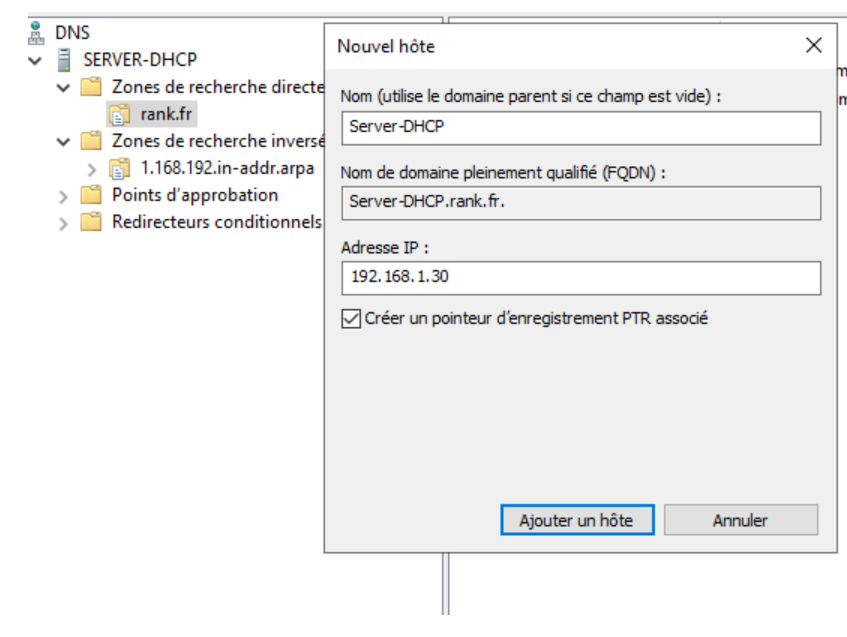 DNS
SERVER-DHCP
Zones de recherche directe
rank.fr
Zones de recherche inversé
1.168.192.in-addr.arpa
Points d'approbation
Redirecteurs conditionnels
Nouvel hôte
Nom (utilise le domaine parent si ce champ est vide) :
Server-DHCP
Nom de domaine pleinement qualifié (FQDN) :
Server-DHCP.rank.fr.
Adresse IP :
192.168.1.30
Créer un pointeur d'enregistrement PTR associé
Ajouter un hôte
Annuler